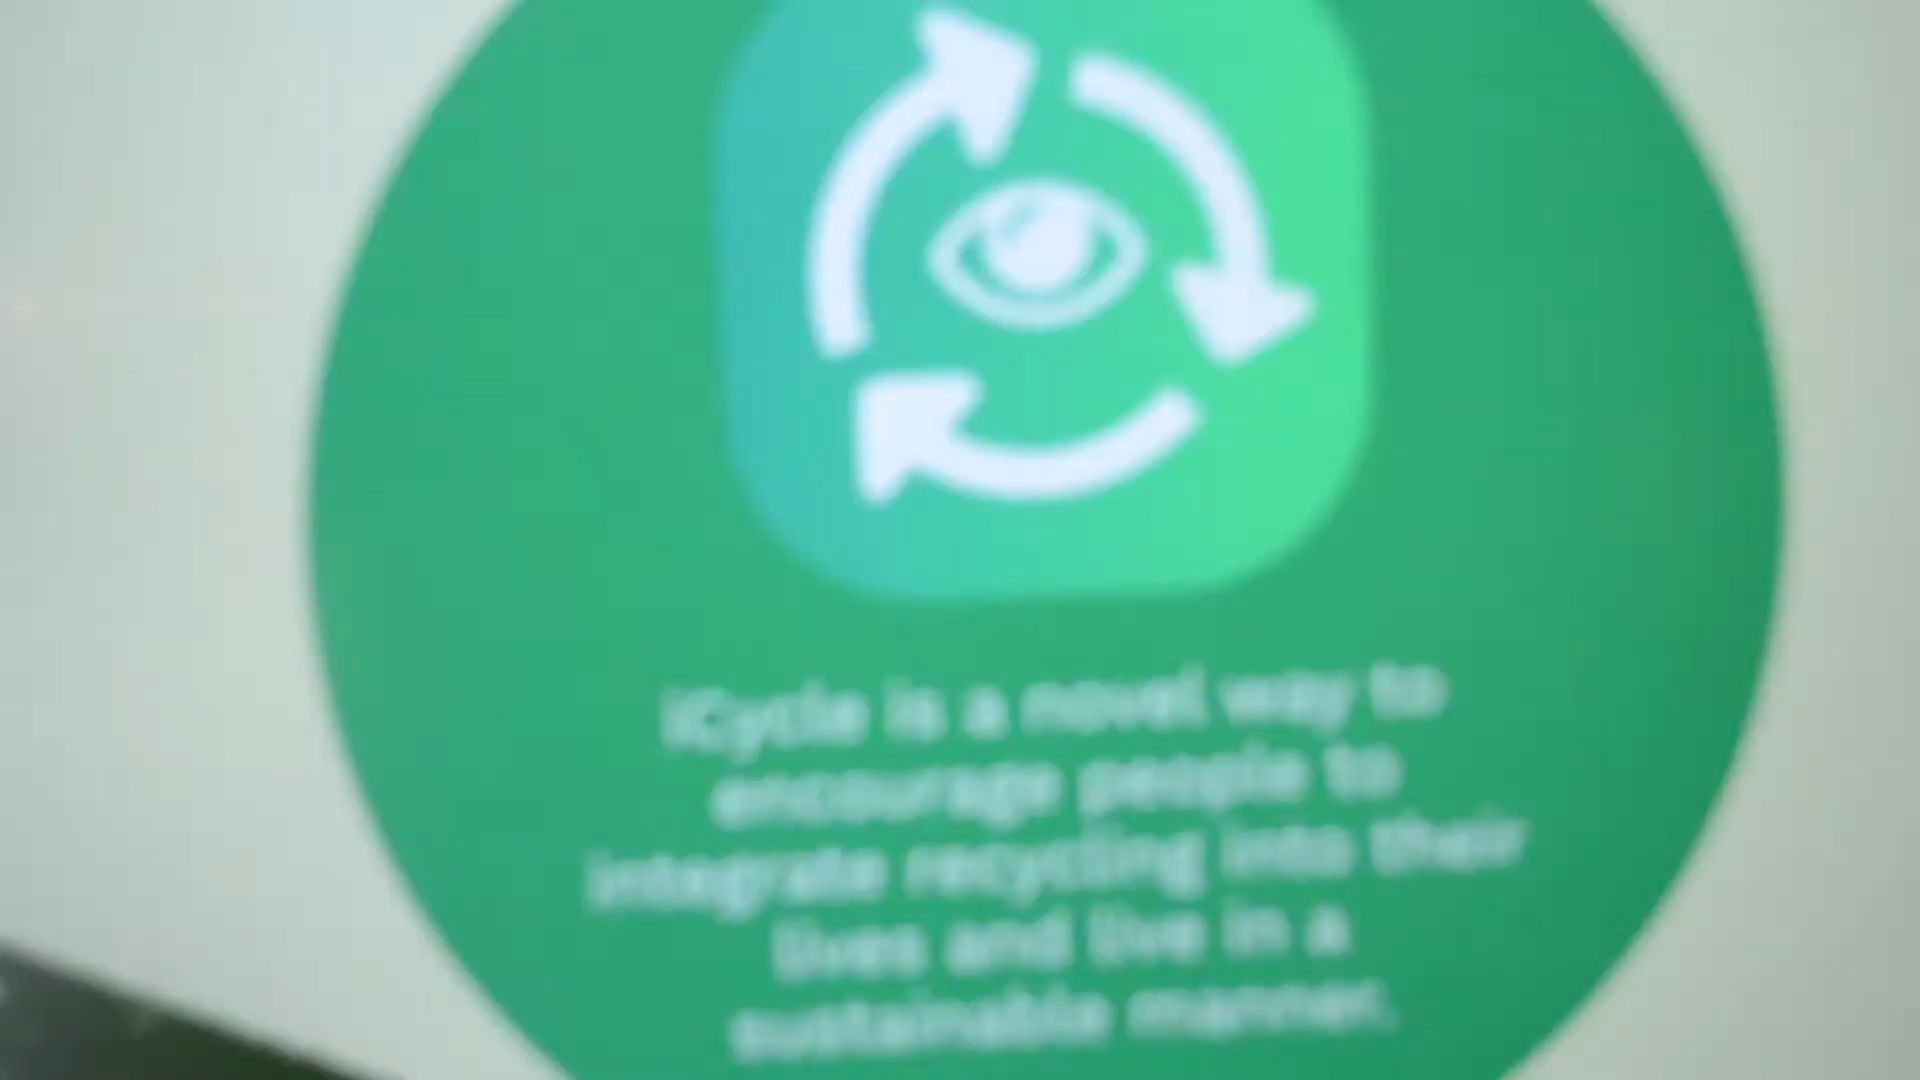 iCycle is a novel way to
encourage people to
integrate recycling into their
lives and live in a
sustainable manner.